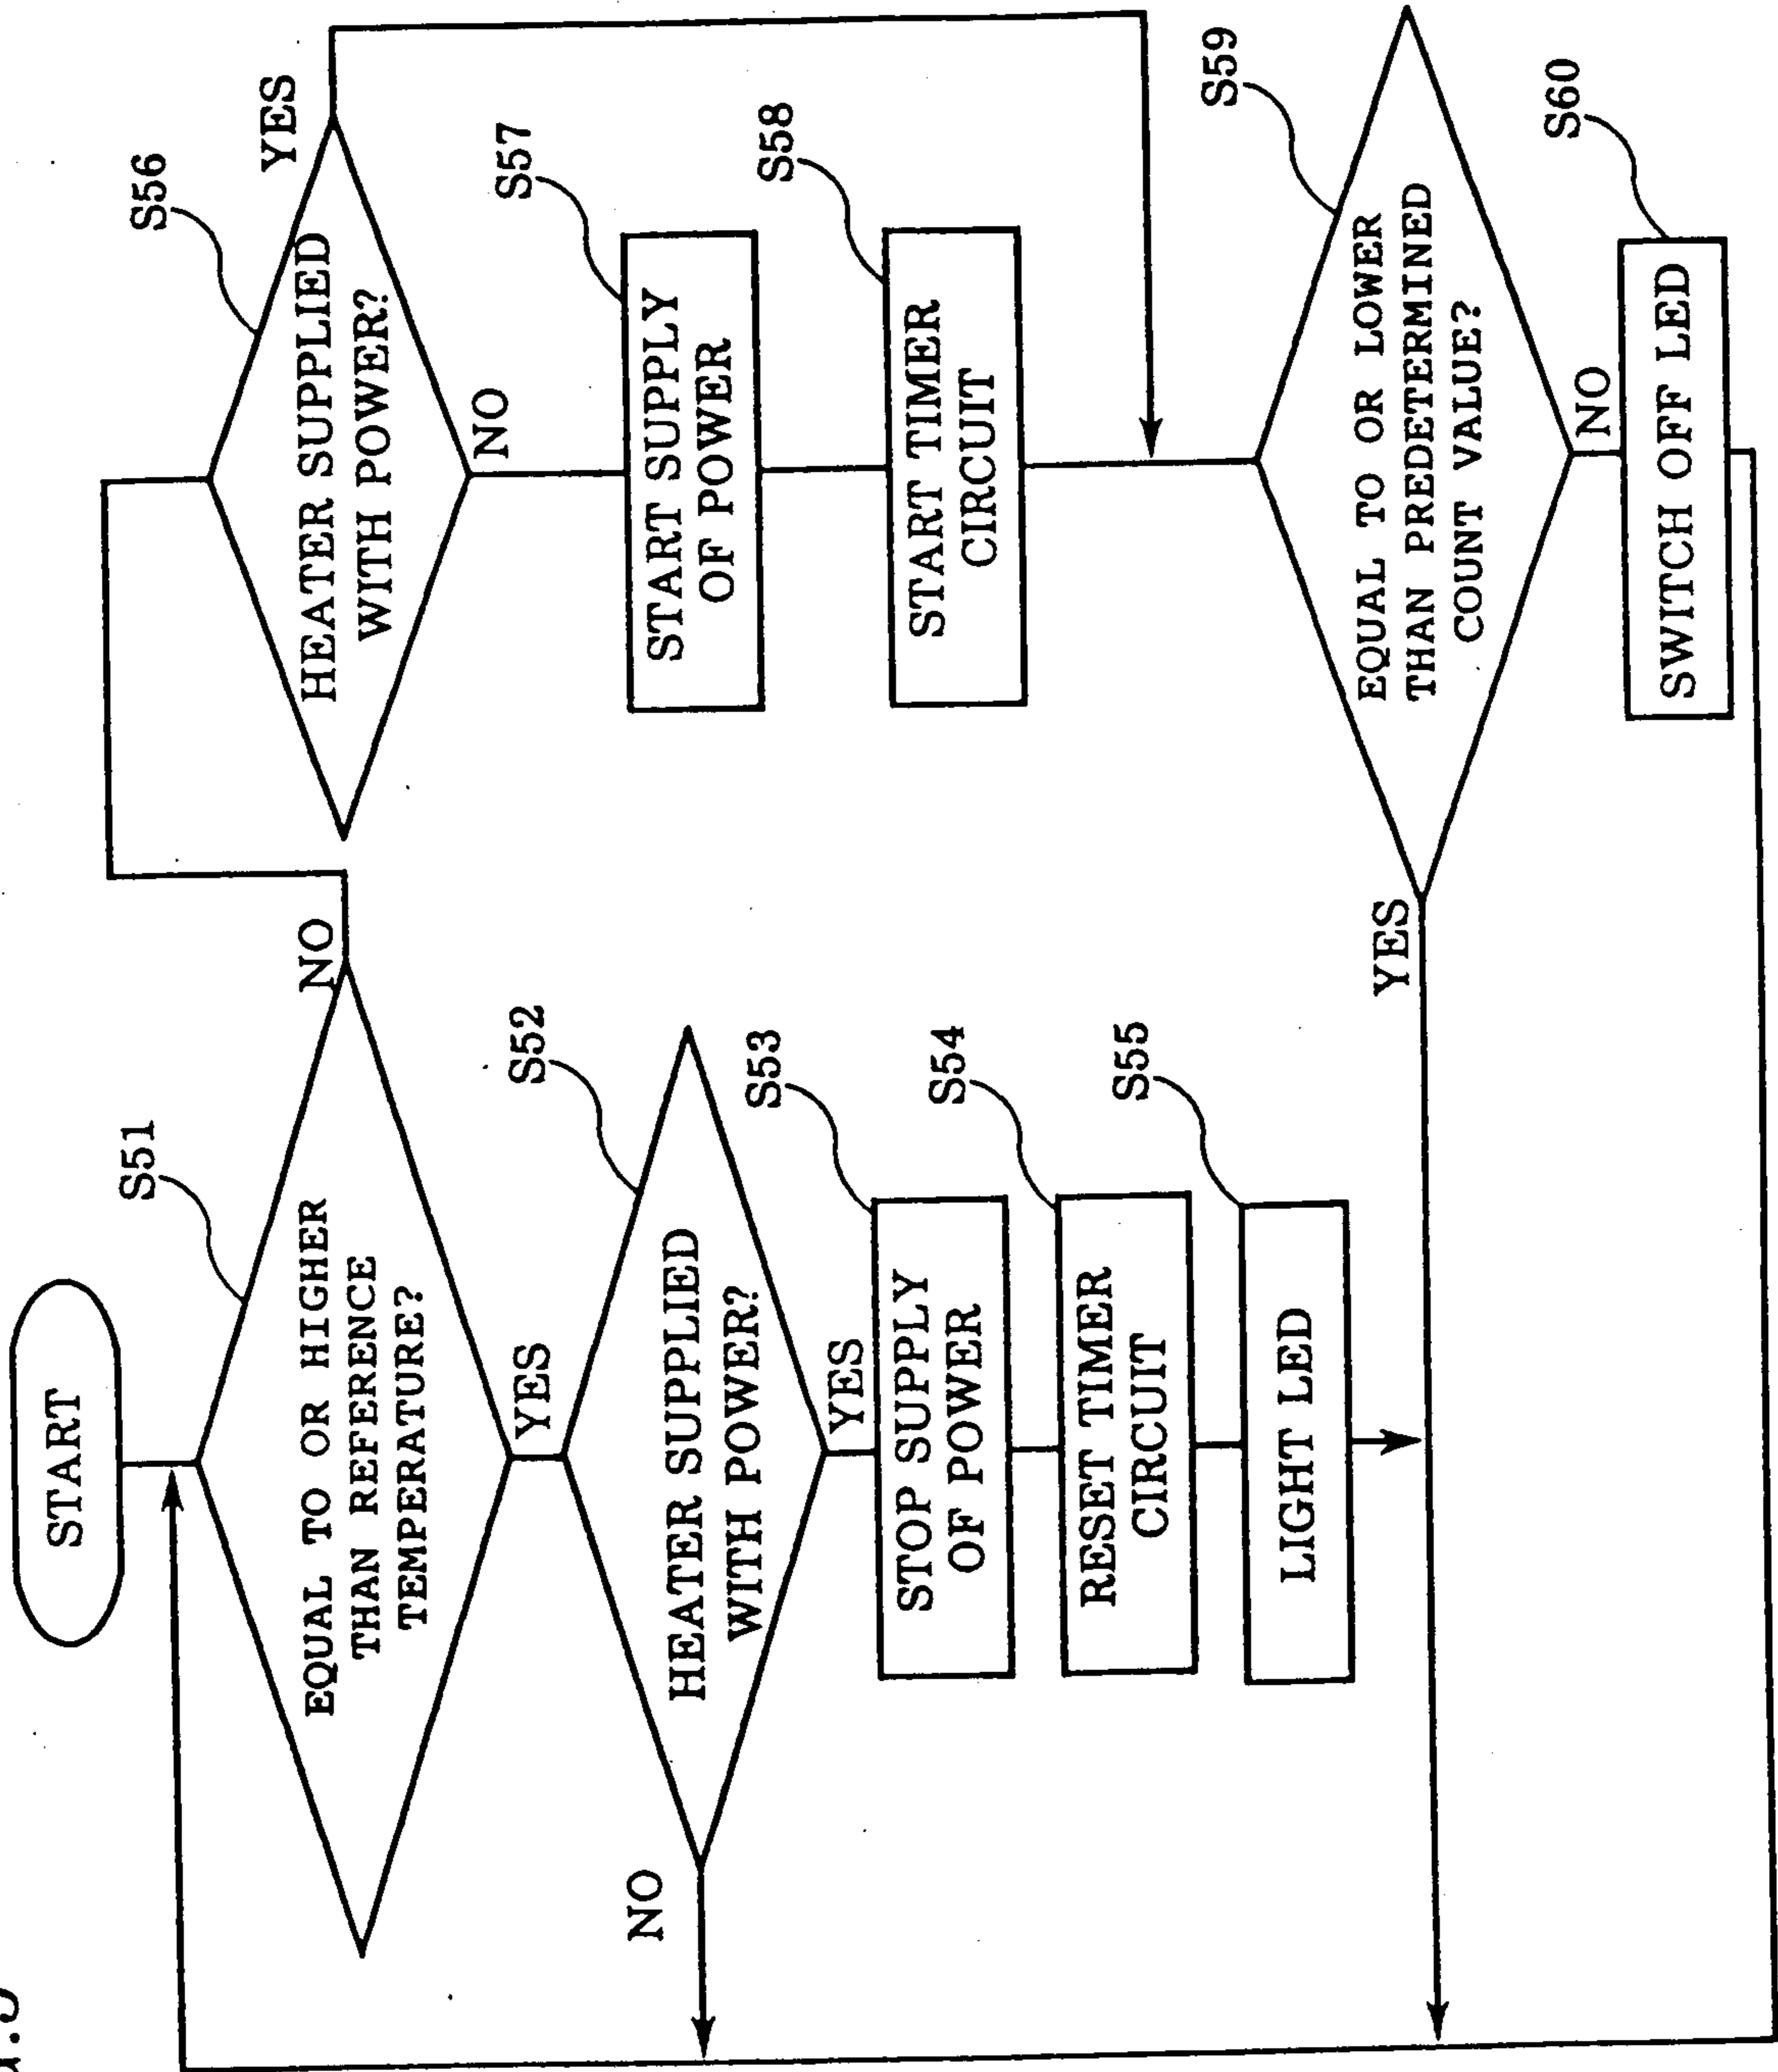 START
S51
EQUAL TO OR HIGHER
THAN REFERENCE
TEMPERATURE?
NO
YES
S52
HEATER SUPPLIED
WITH POWER?
NO
YES
S53
STOP SUPPLY
OF POWER
S54
RESET TIMER
CIRCUIT
S55
LIGHT LED
S56
HEATER SUPPLIED
WITH POWER?
YES
NO
S57
START SUPPLY
OF POWER
S58
START TIMER
CIRCUIT
S59
EQUAL TO OR LOWER
THAN PREDETERMINED
COUNT VALUE?
YES
NO
S60
SWITCH OFF LED